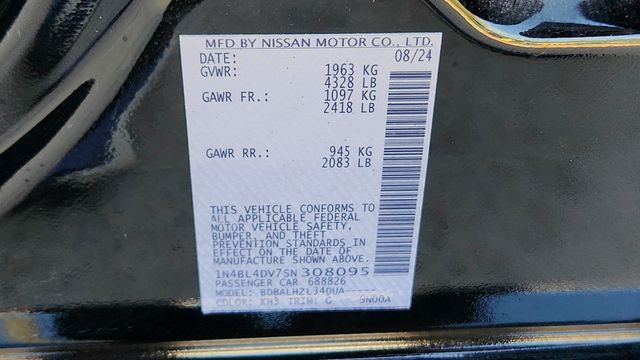 MFD BY NISSAN MOTOR CO., LTD.
DATE: 08/24
GVWR: 1963 KG
4328 LB
GAWR FR.: 1097 KG
2418 LB
GAWR RR.: 945 KG
2083 LB
THIS VEHICLE CONFORMS TO
ALL APPLICABLE FEDERAL
MOTOR VEHICLE SAFETY,
BUMPER, AND THEFT
PREVENTION STANDARDS IN
EFFECT ON THE DATE OF
MANUFACTURE SHOWN ABOVE.
1N4BL4DV7SN308095
PASSENGER CAR 688826
MODEL: BDBALHZL34DUA-----
COLOR: KH3 TRIM: G 9N00A